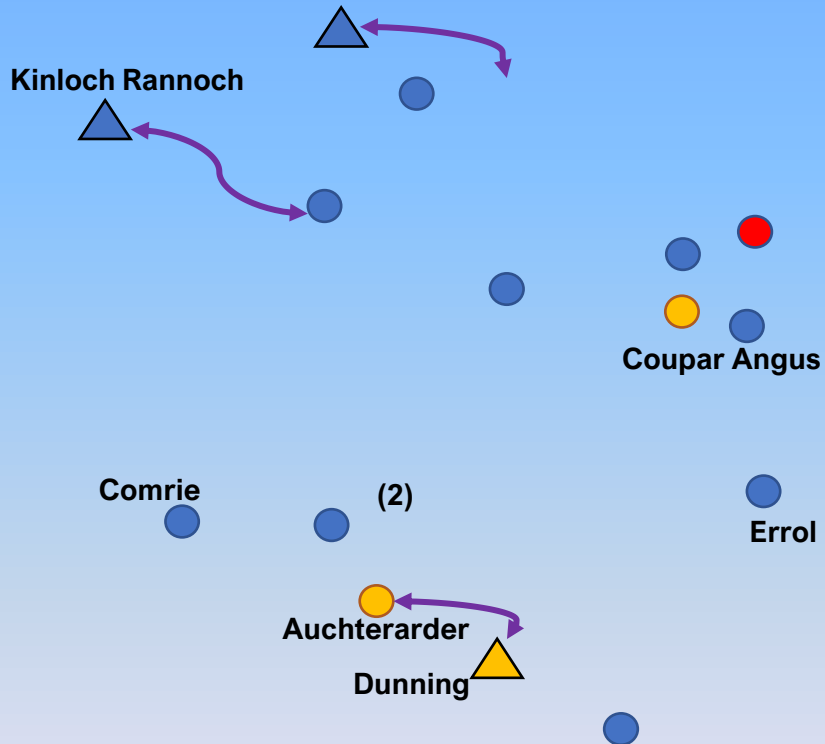 Kinloch Rannoch
Coupar Angus
Comrie
(2)
Errol
Auchterarder
Dunning